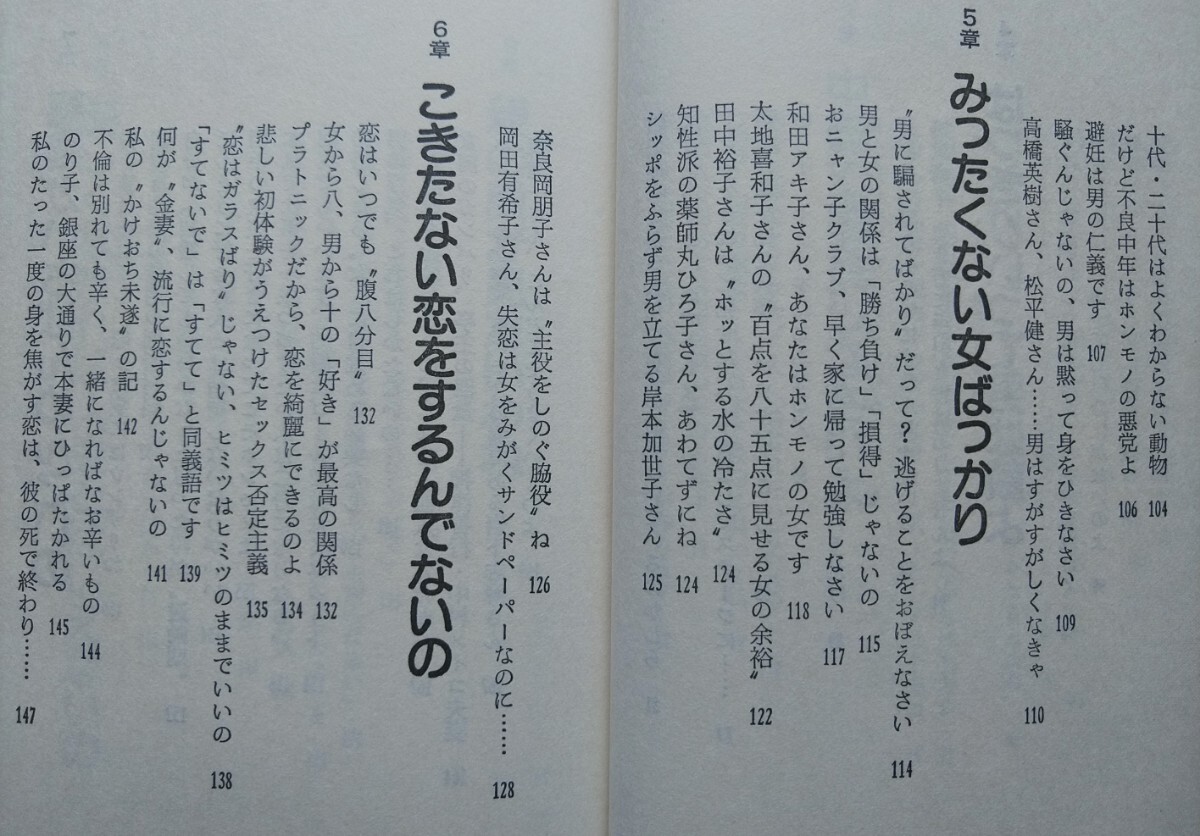 十代・二十代はよくわからない動物 104
だけど不良中年はホンモノの悪党よ 106
避妊は男の仁義です 107
騒ぐんじゃないの、男は黙って身をひきなさい 109
高橋英樹さん、松平健さん……男はすがすがしくなきゃ 110
5章 みったくない女ばっかり
〝男に騙されてばかり〟だって？ 逃げることをおぼえなさい 114
男と女の関係は「勝ち負け」「損得」じゃないの 115
おニャン子クラブ、早く家に帰って勉強しなさい 117
和田アキ子さん、あなたはホンモノの女です 118
太地喜和子さんの〝百点を八十五点に見せる女の余裕〟 122
田中裕子さんは〝ホッとする水の冷たさ〟 124
知性派の薬師丸ひろ子さん、あわてずにね 124
シッポをふらず男を立てる岸本加世子さん 125
奈良岡朋子さんは〝主役をしのぐ脇役〟ね 126
岡田有希子さん、失恋は女をみがくサンドペーパーなのに…… 128
6章 こきたない恋をするんでないの
恋はいつでも〝腹八分目〟 132
女から八、男から十の「好き」が最高の関係 132
プラトニックだから、恋を綺麗にできるのよ 134
悲しい初体験がうえつけたセックス否定主義 135
〝恋はガラスばり〟じゃない、ヒミツはヒミツのままでいいの 138
「すてないで」は「すてて」と同義語です 139
何が〝金妻〟、流行に恋するんじゃないの 141
私の〝かけおち未遂〟の記 142
不倫は別れても辛く、一緒になればなお辛いもの 144
のり子、銀座の大通りで本妻にひっぱたかれる 145
私のたった一度の身を焦がす恋は、彼の死で終わり…… 147